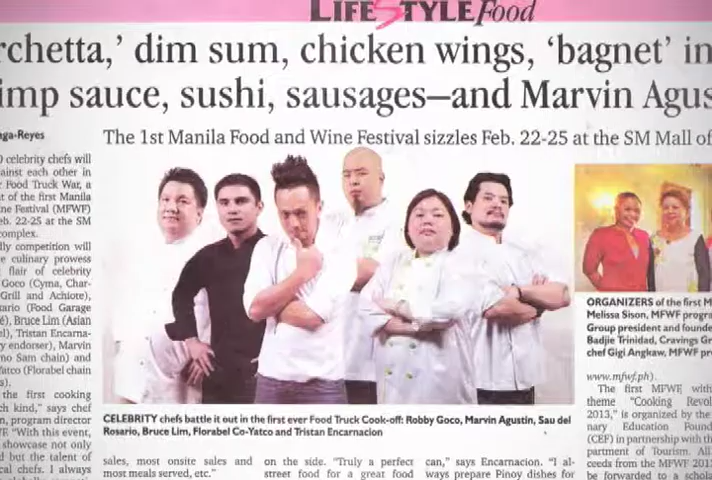 LIFESTYLE Food
rchetta,' dim sum, chicken wings, 'bagnet' in
imp sauce, sushi, sausages—and Marvin Agus
The 1st Manila Food and Wine Festival sizzles Feb. 22-25 at the SM Mall of
ga-Reyes
0 celebrity chefs will
ainst each other in
Food Truck War, a
t of the first Manila
ne Festival (MFWF)
eb. 22-25 at the SM
complex.
lly competition will
e culinary prowess
flair of celebrity
Goco (Cyma, Char-
Grill and Achiote),
ario (Food Garage
é), Bruce Lim (Asian
el), Tristan Encarna-
y endorser), Marvin
no Sam chain) and
Yatco (Florabel chain
s).
the first cooking
ch kind," says chef
n, program director
F. "With this event,
showcase not only
od but the talent of
cal chefs. I always
CELEBRITY chefs battle it out in the first ever Food Truck Cook-off: Robby Goco, Marvin Agustin, Sau del
Rosario, Bruce Lim, Florabel Co-Yatco and Tristan Encarnacion
sales, most onsite sales and
most meals served, etc."
on the side. "Truly a perfect
street food for a great food
can," says Encarnacion. "I al-
ways prepare Pinoy dishes for
ORGANIZERS of the first M
Melissa Sison, MFWF progra
Group president and founde
Badjie Trinidad, Cravings Gr
chef Gigi Angkaw, MFWF pr
www.mfwf.ph).
The first MFWF, with
theme "Cooking Revol
2013," is organized by the
nary Education Found
(CEF) in partnership with th
partment of Tourism. All
ceeds from the MFWF 2013
be forwarded to a schola